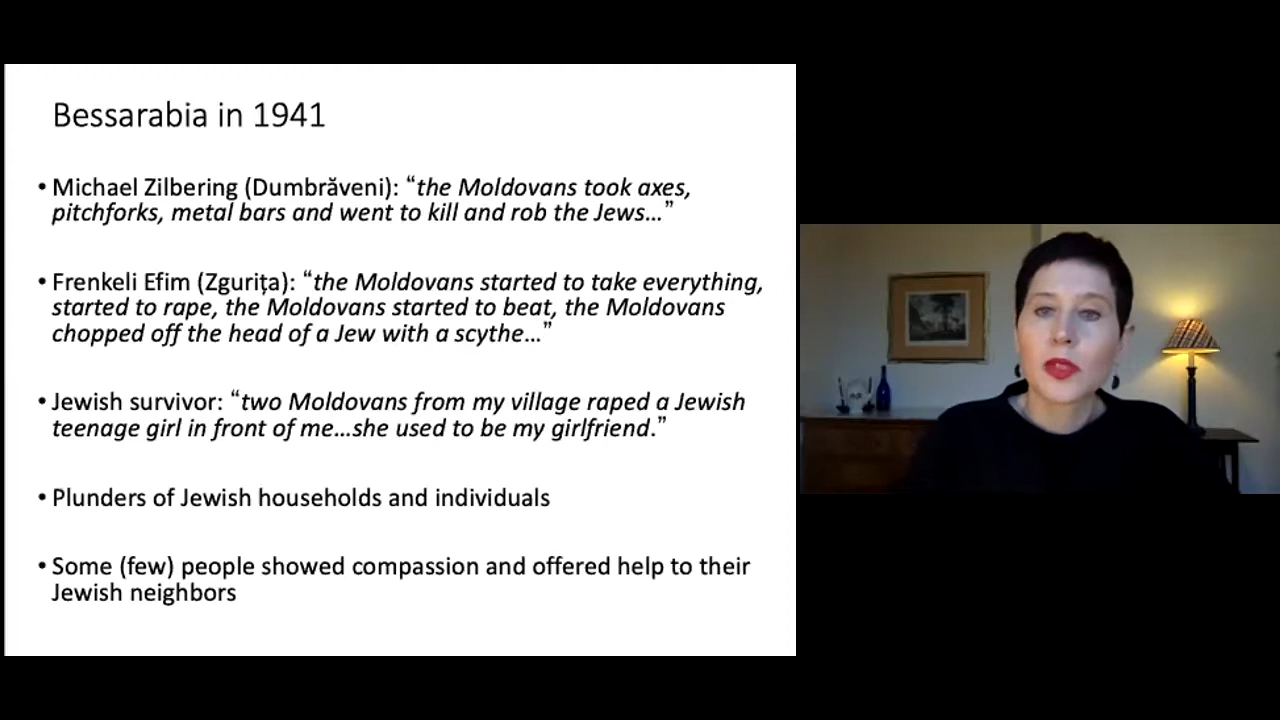 Bessarabia in 1941
• Michael Zilbering (Dumbrăveni): “the Moldovans took axes,
pitchforks, metal bars and went to kill and rob the Jews…”
• Frenkeli Efim (Zgurița): “the Moldovans started to take everything,
started to rape, the Moldovans started to beat, the Moldovans
chopped off the head of a Jew with a scythe…”
• Jewish survivor: “two Moldovans from my village raped a Jewish
teenage girl in front of me…she used to be my girlfriend.”
• Plunders of Jewish households and individuals
• Some (few) people showed compassion and offered help to their
Jewish neighbors